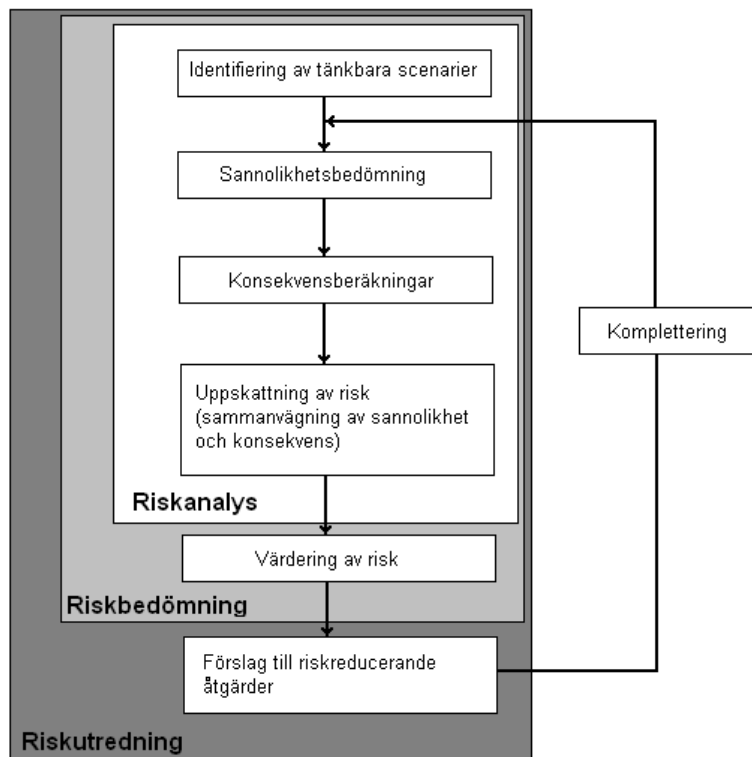 Identifiering av tänkbara scenarier
Sannolikhetsbedömning
Konsekvensberäkningar
Komplettering
Uppskattning av risk
(sammanvägning av sannolikhet
och konsekvens)
Riskanalys
Värdering av risk
Riskbedömning
Förslag till riskreducerande
åtgärder
Riskutredning